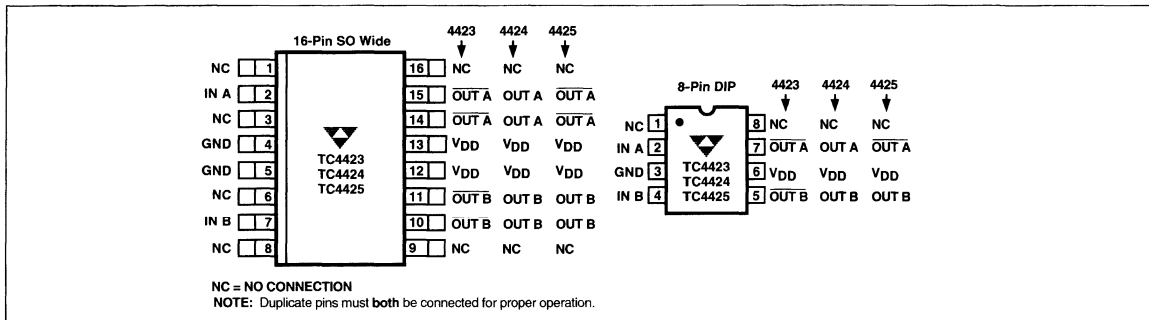 16-Pin SO Wide
4423 4424 4425
NC 1 16 NC NC NC
IN A 2 15 OUT A OUT A OUT A
NC 3 14 OUT A OUT A OUT A
GND 4 13 VDD VDD VDD
GND 5 12 VDD VDD VDD
NC 6 11 OUT B OUT B OUT B
IN B 7 10 OUT B OUT B OUT B
NC 8 9 NC NC NC
TC4423
TC4424
TC4425
8-Pin DIP
4423 4424 4425
NC 1 8 NC NC NC
IN A 2 7 OUT A OUT A OUT A
GND 3 6 VDD VDD VDD
IN B 4 5 OUT B OUT B OUT B
TC4423
TC4424
TC4425
NC = NO CONNECTION
NOTE: Duplicate pins must both be connected for proper operation.